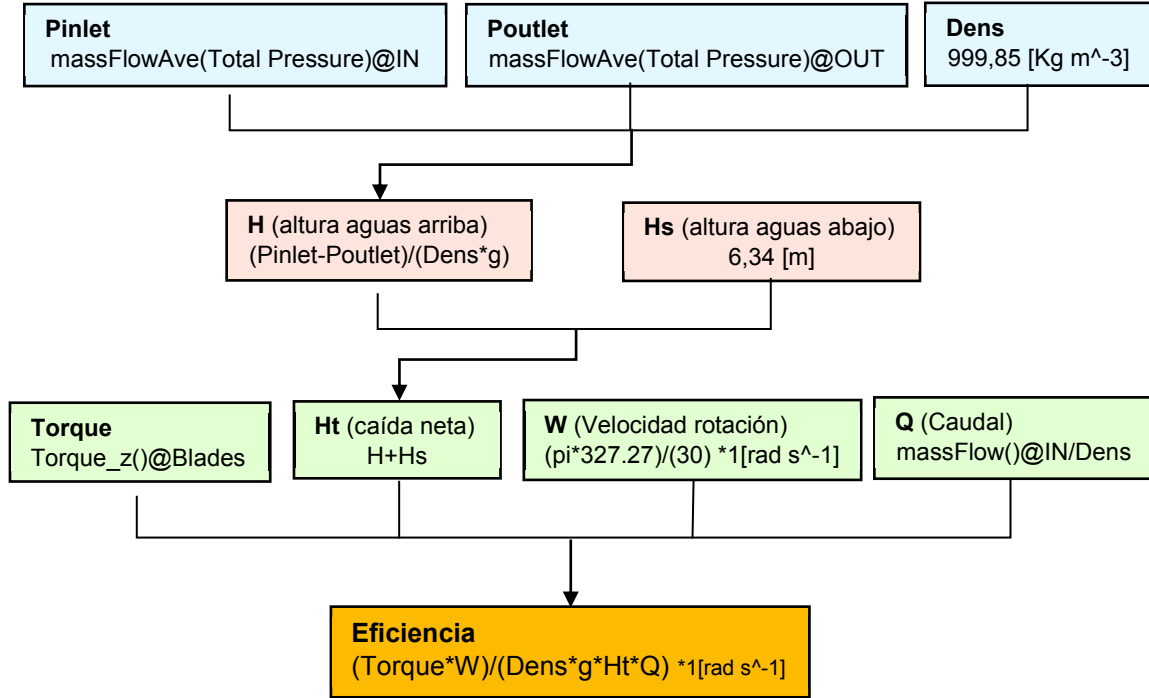 Pinlet
massFlowAve(Total Pressure)@IN
Poutlet
massFlowAve(Total Pressure)@OUT
Dens
999,85 [Kg m^-3]
H (altura aguas arriba)
(Pinlet-Poutlet)/(Dens*g)
Hs (altura aguas abajo)
6,34 [m]
Torque
Torque_z()@Blades
Ht (caída neta)
H+Hs
W (Velocidad rotación)
(pi*327.27)/(30) *1[rad s^-1]
Q (Caudal)
massFlow()@IN/Dens
Eficiencia
(Torque*W)/(Dens*g*Ht*Q) *1[rad s^-1]